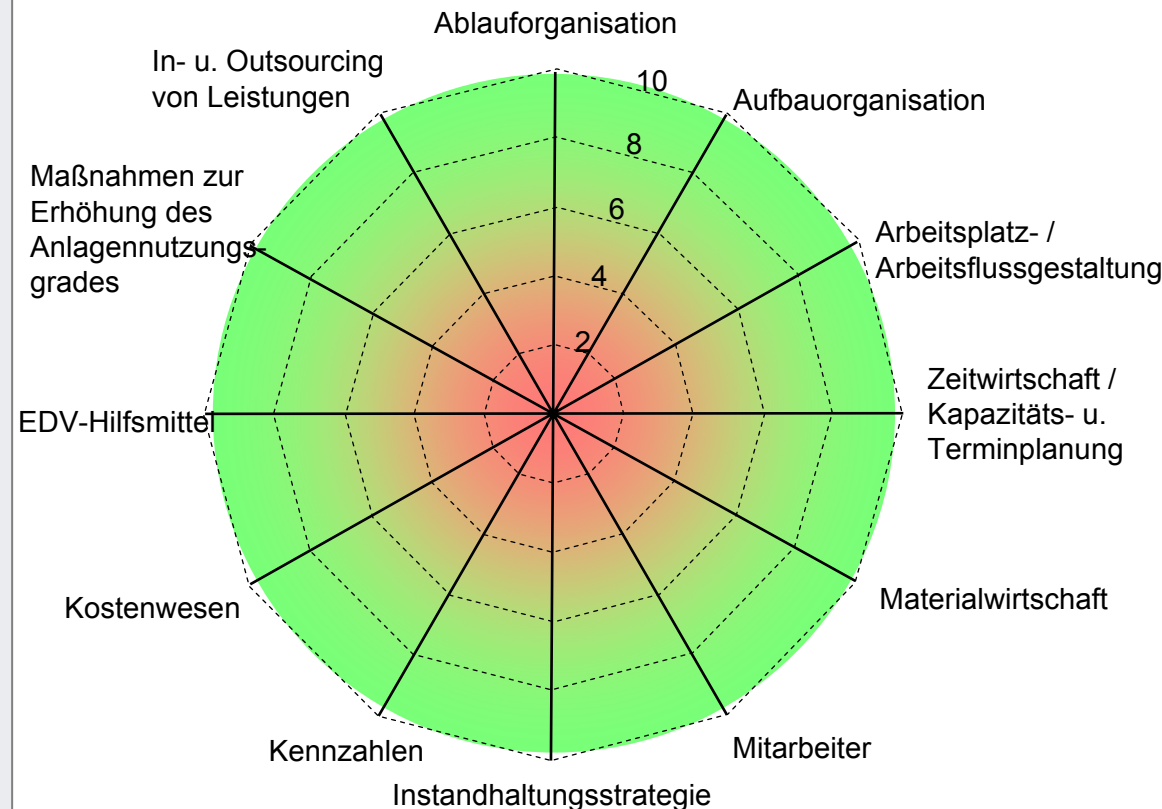 Ablauforganisation
In- u. Outsourcing
von Leistungen
10
Aufbauorganisation
8
Maßnahmen zur
Erhöhung des
Anlagennutzungs-
grades
6
Arbeitsplatz- /
Arbeitsflussgestaltung
4
2
Zeitwirtschaft /
Kapazitäts- u.
Terminplanung
EDV-Hilfsmittel
Kostenwesen
Materialwirtschaft
Kennzahlen
Mitarbeiter
Instandhaltungsstrategie